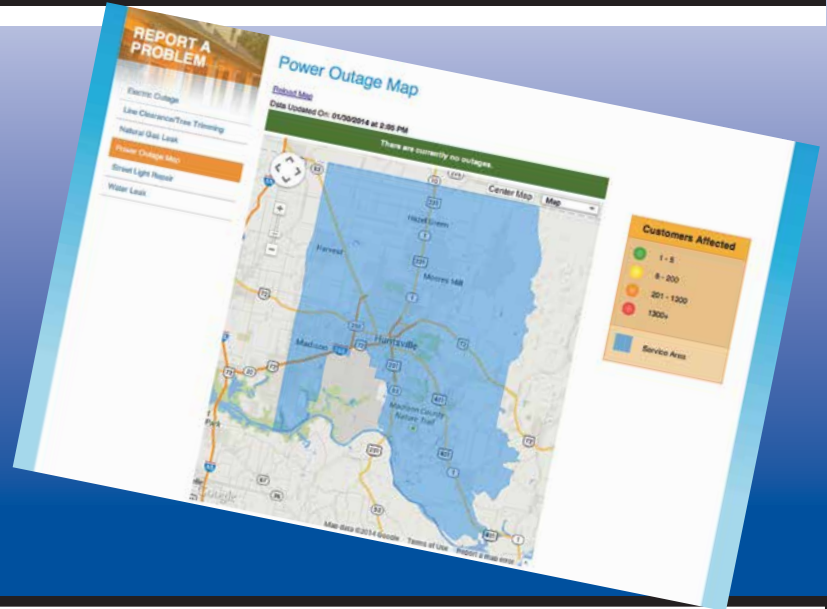 REPORT A
PROBLEM
Electric Outage
Line Clearance/Tree Trimming
Natural Gas Leak
Power Outage Map
Street Light Repair
Water Leak
Power Outage Map
Reload Map
Data Updated On: 01/30/2014 at 2:05 PM
There are currently no outages.
Center Map
Map
Hazel Green
Harvest
Moores Mill
Madison
Huntsville
Madison County
Nature Trail
Park
Google
Map data ©2014 Google
Terms of Use
Report a map error
Customers Affected
1 - 5
6 - 200
201 - 1300
1300+
Service Area